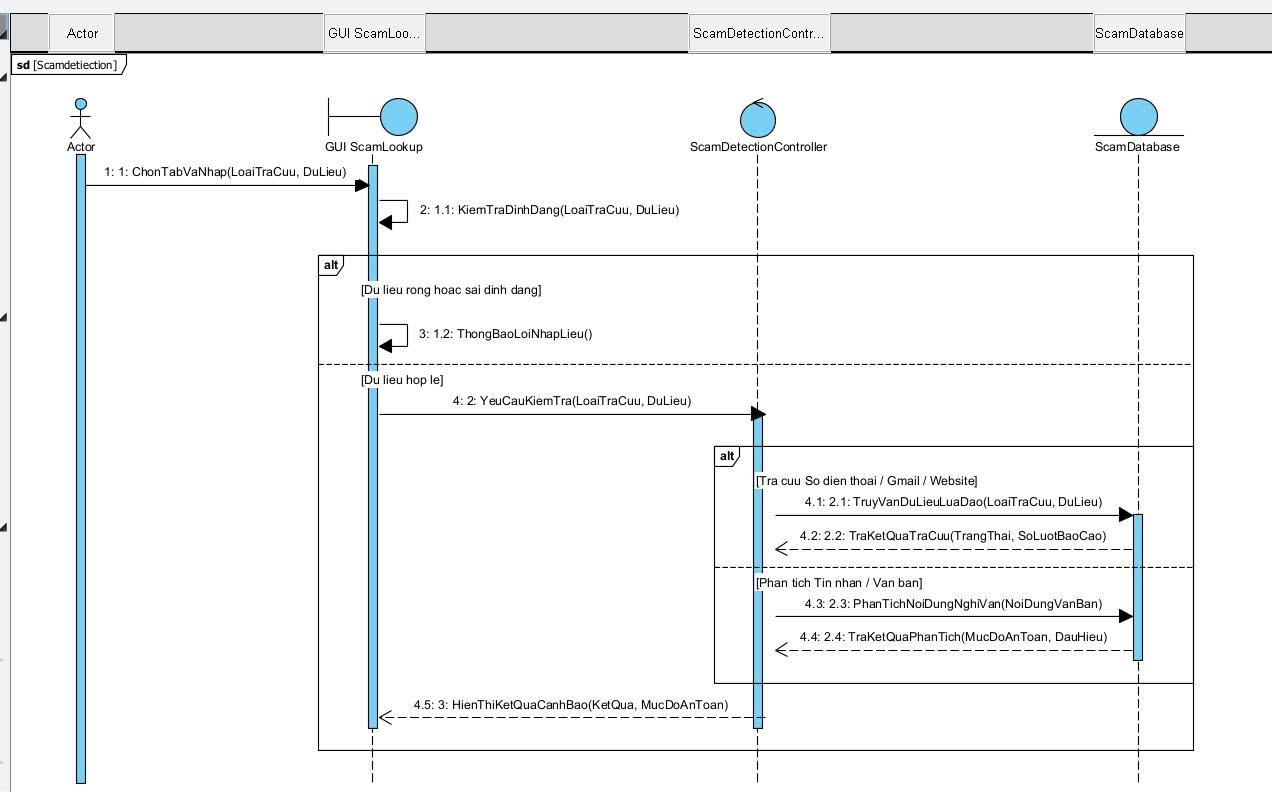 Actor
GUI ScamLoo...
ScamDetectionContr...
ScamDatabase
sd [Scamdetiection]
Actor
GUI ScamLookup
ScamDetectionController
ScamDatabase
1: 1: ChonTabVaNhap(LoaiTraCuu, DuLieu)
2: 1.1: KiemTraDinhDang(LoaiTraCuu, DuLieu)
alt
[Du lieu rong hoac sai dinh dang]
3: 1.2: ThongBaoLoiNhapLieu()
[Du lieu hop le]
4: 2: YeuCauKiemTra(LoaiTraCuu, DuLieu)
alt
[Tra cuu So dien thoai / Gmail / Website]
4.1: 2.1: TruyVanDuLieuLuaDao(LoaiTraCuu, DuLieu)
4.2: 2.2: TraKetQuaTraCuu(TrangThai, SoLuotBaoCao)
[Phan tich Tin nhan / Van ban]
4.3: 2.3: PhanTichNoiDungNghiVan(NoiDungVanBan)
4.4: 2.4: TraKetQuaPhanTich(MucDoAnToan, DauHieu)
4.5: 3: HienThiKetQuaCanhBao(KetQua, MucDoAnToan)